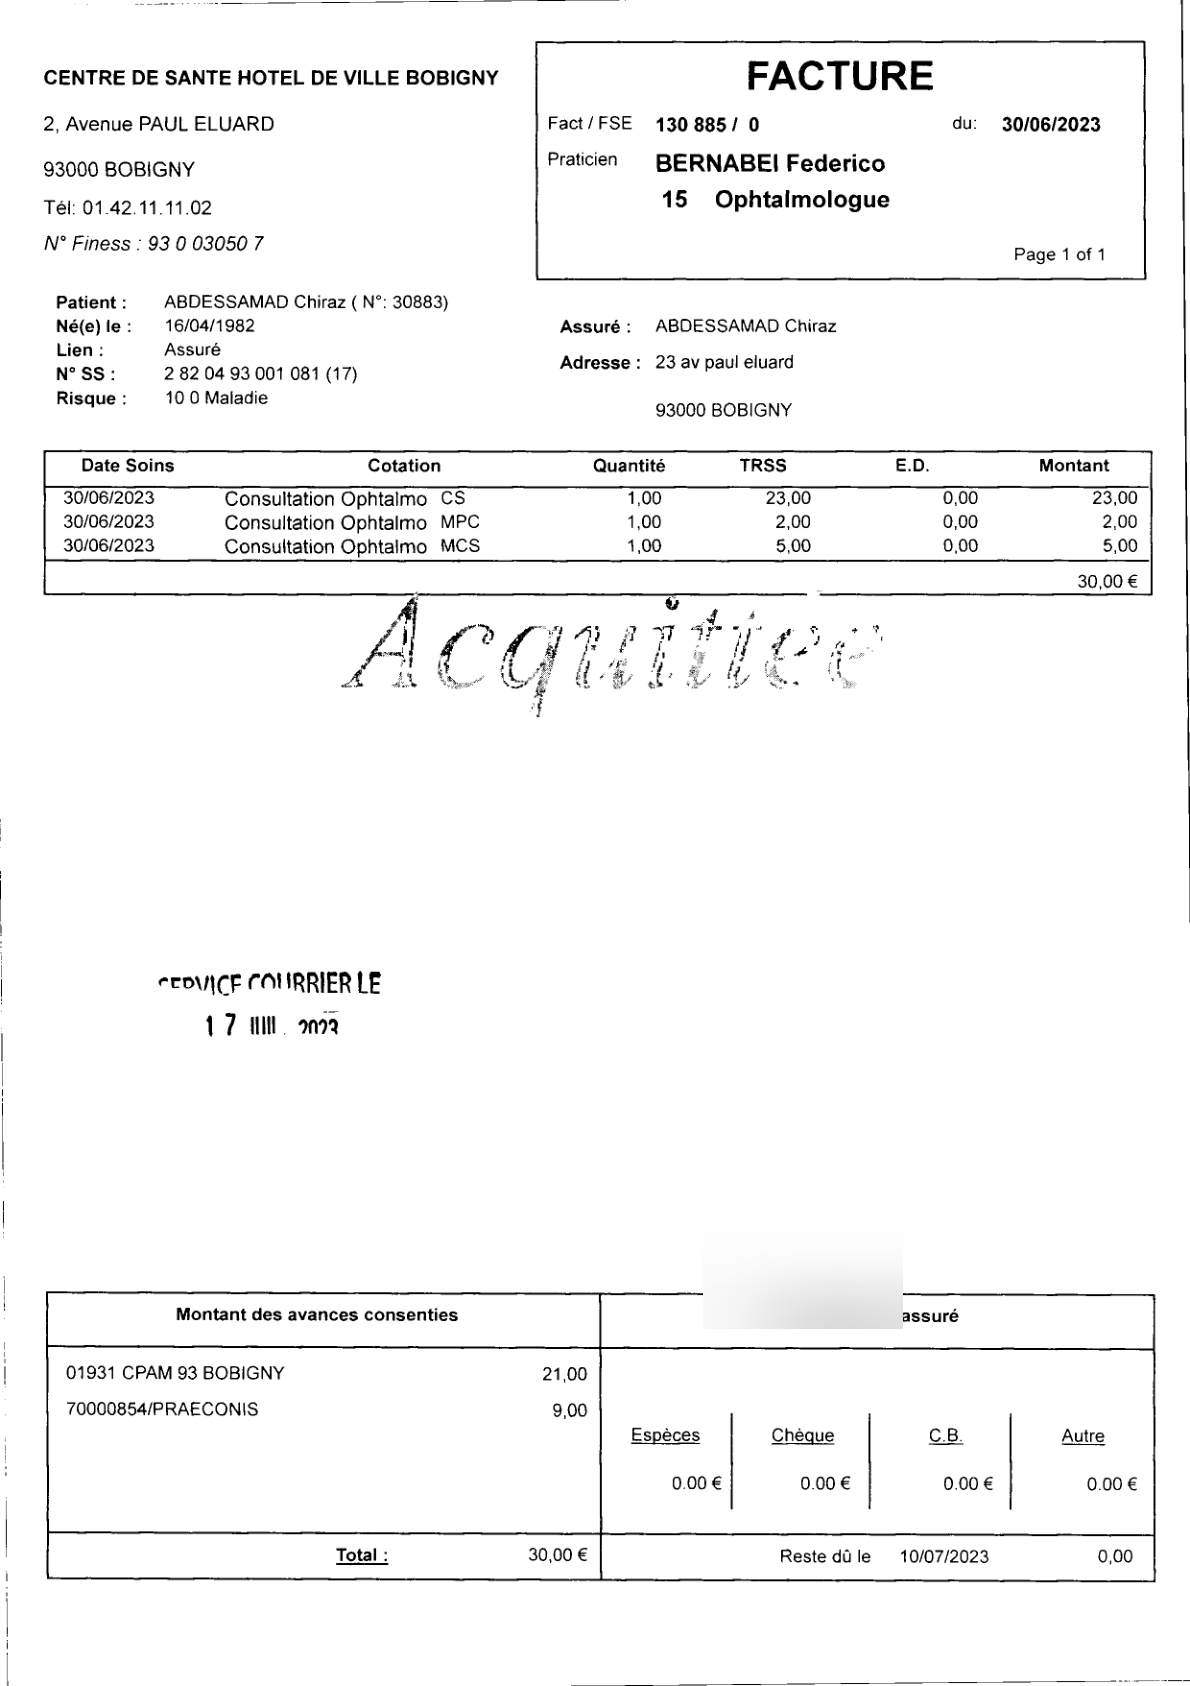 CENTRE DE SANTE HOTEL DE VILLE BOBIGNY
2, Avenue PAUL ELUARD
93000 BOBIGNY
Tél: 01.42.11.11.02
N° Finess : 93 0 03050 7
FACTURE
Fact / FSE 130 885 / 0 du: 30/06/2023
Praticien BERNABEI Federico
15 Ophtalmologue
Page 1 of 1
Patient : ABDESSAMAD Chiraz ( N°: 30883)
Né(e) le : 16/04/1982
Lien : Assuré
N° SS : 2 82 04 93 001 081 (17)
Risque : 10 0 Maladie
Assuré : ABDESSAMAD Chiraz
Adresse : 23 av paul eluard
93000 BOBIGNY
Date Soins Cotation Quantité TRSS E.D. Montant
30/06/2023 Consultation Ophtalmo CS 1,00 23,00 0,00 23,00
30/06/2023 Consultation Ophtalmo MPC 1,00 2,00 0,00 2,00
30/06/2023 Consultation Ophtalmo MCS 1,00 5,00 0,00 5,00
30,00 €
Acquittée
SERVICE COURRIER LE
17 JUIL. 2023
Montant des avances consenties
01931 CPAM 93 BOBIGNY 21,00
70000854/PRAECONIS 9,00
Total : 30,00 €
assuré
Espèces Chèque C.B. Autre
0.00 € 0.00 € 0.00 € 0.00 €
Reste dû le 10/07/2023 0,00